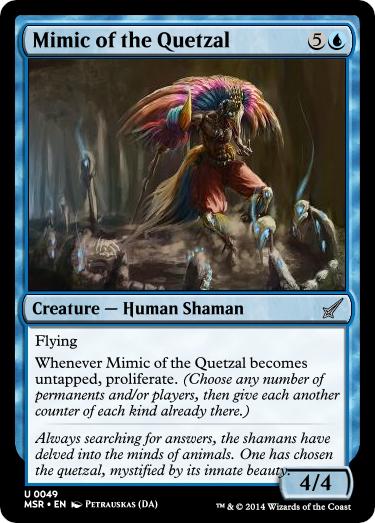 Mimic of the Quetzal 5
Creature — Human Shaman
Flying
Whenever Mimic of the Quetzal becomes
untapped, proliferate. (Choose any number of
permanents and/or players, then give each another
counter of each kind already there.)
Always searching for answers, the shamans have
delved into the minds of animals. One has chosen
the quetzal, mystified by its innate beauty.
4/4
U 0049
MSR • EN Petrauskas (DA)
™ & © 2014 Wizards of the Coast